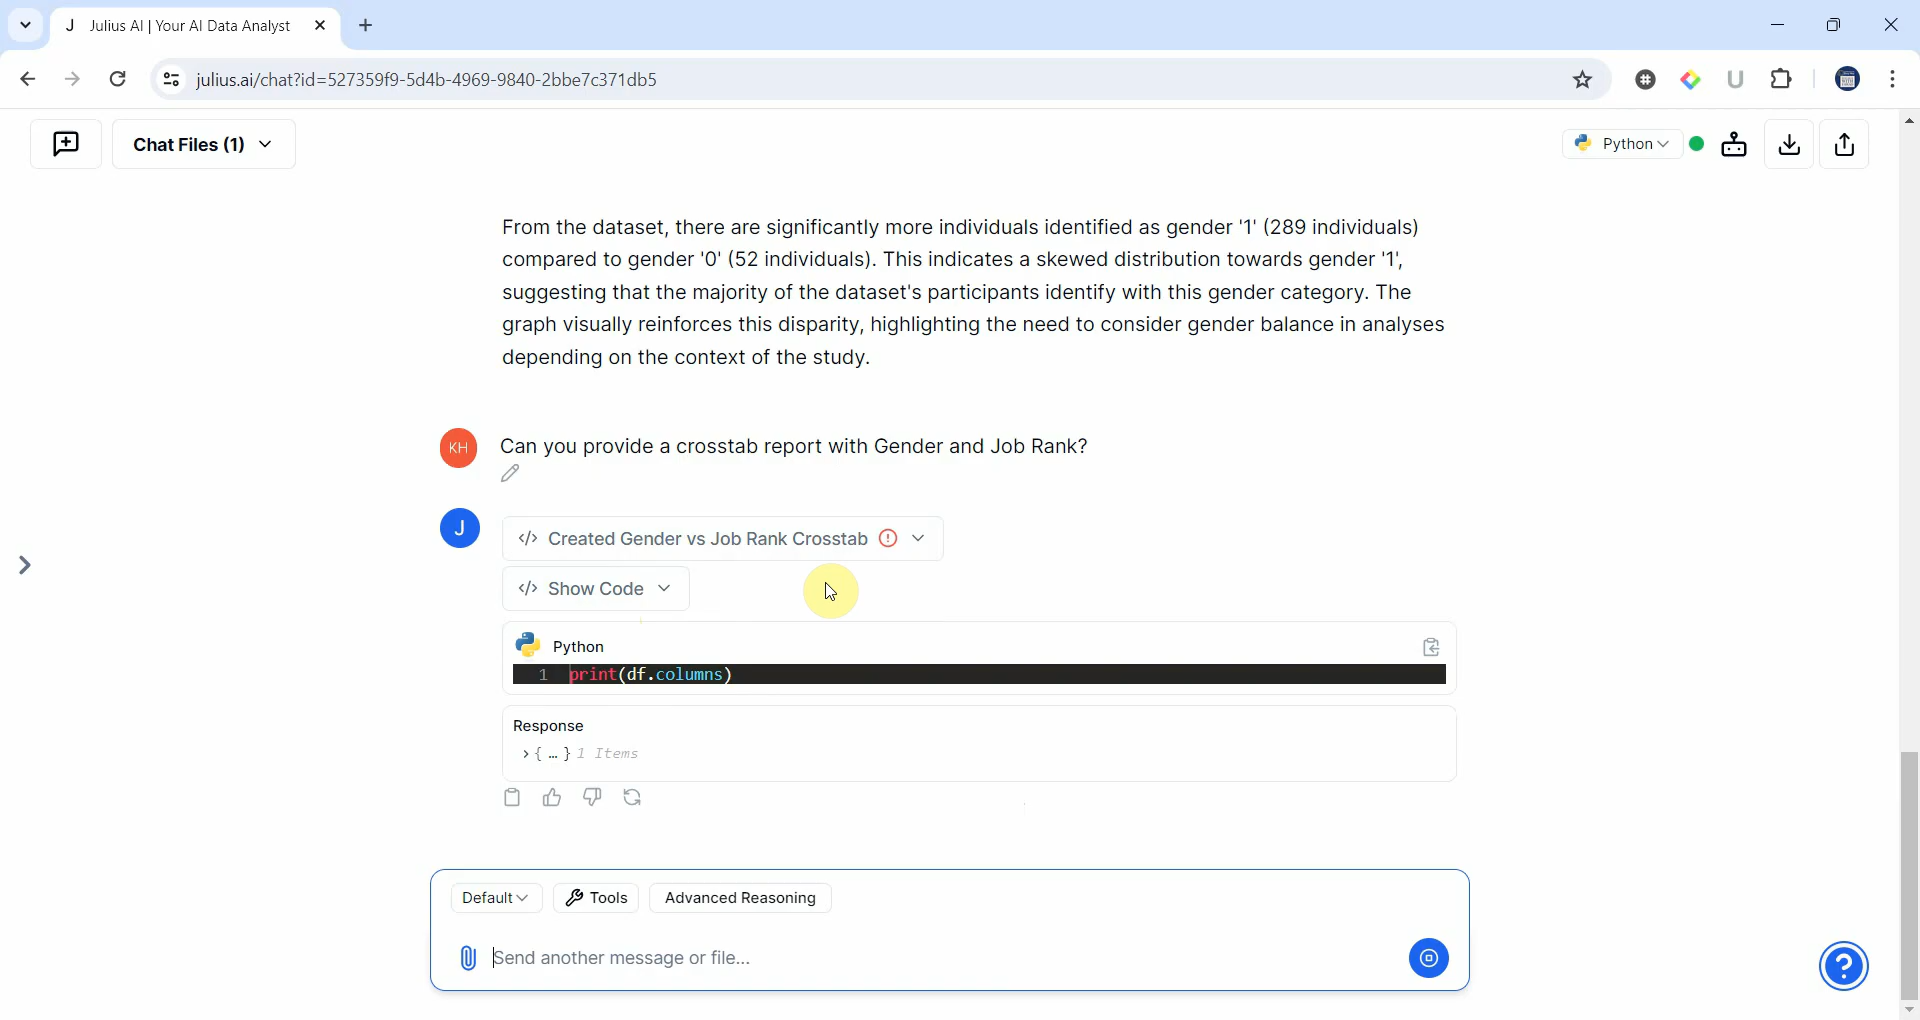 J Julius AI | Your AI Data Analyst
julius.ai/chat?id=527359f9-5d4b-4969-9840-2bbe7c371db5
Chat Files (1)
Python
From the dataset, there are significantly more individuals identified as gender '1' (289 individuals)
compared to gender '0' (52 individuals). This indicates a skewed distribution towards gender '1',
suggesting that the majority of the dataset's participants identify with this gender category. The
graph visually reinforces this disparity, highlighting the need to consider gender balance in analyses
depending on the context of the study.
KH Can you provide a crosstab report with Gender and Job Rank?
J </> Created Gender vs Job Rank Crosstab
</> Show Code
Python
1 print(df.columns)
Response
>{ … } 1 Items
Default Tools Advanced Reasoning
Send another message or file...